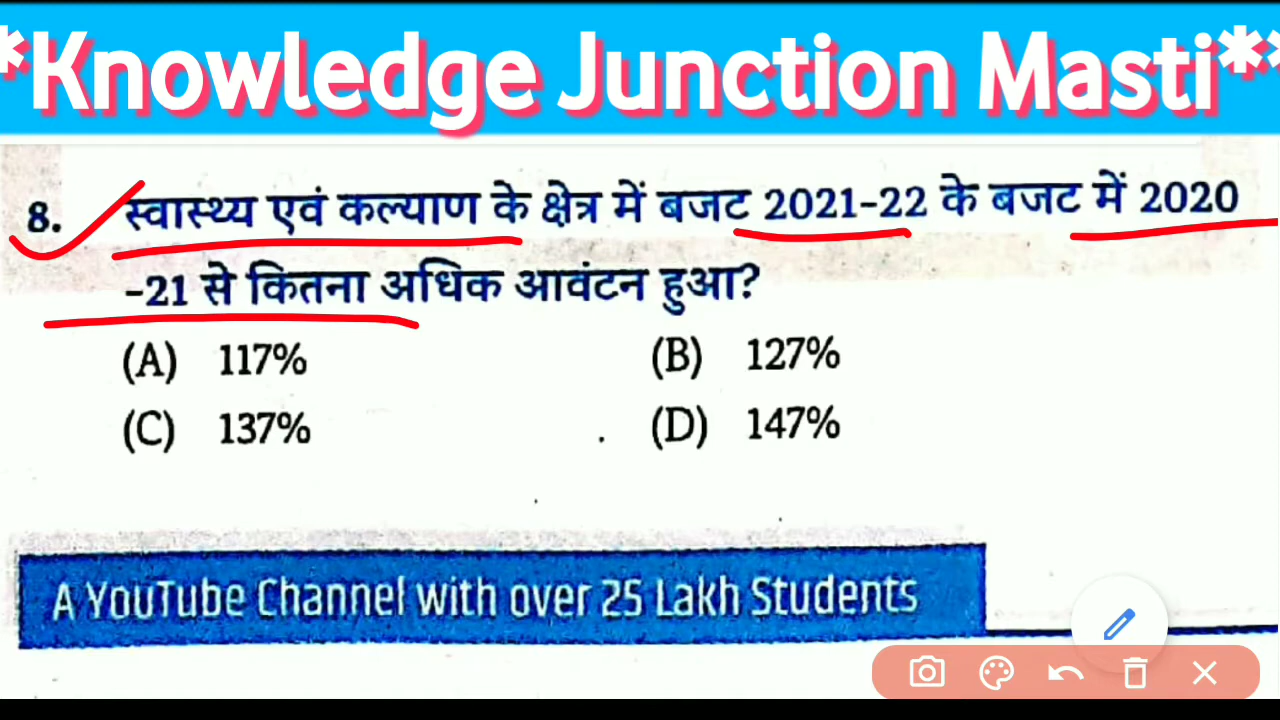 *Knowledge Junction Masti**
8. स्वास्थ्य एवं कल्याण के क्षेत्र में बजट 2021-22 के बजट में 2020
-21 से कितना अधिक आवंटन हुआ?
(A) 117% (B) 127%
(C) 137% (D) 147%
A YouTube Channel with over 25 Lakh Students